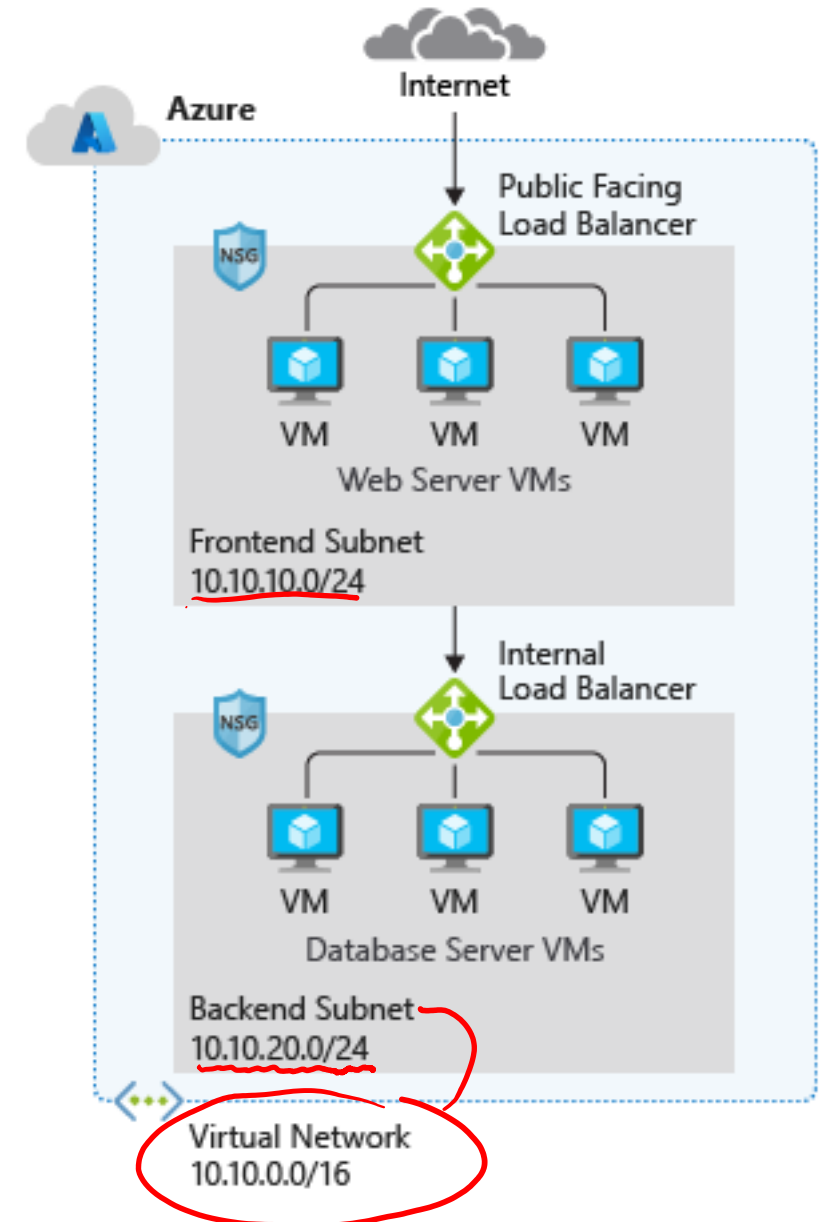 Internet
Azure
Public Facing
Load Balancer
NSG
VM VM VM
Web Server VMs
Frontend Subnet
10.10.10.0/24
Internal
Load Balancer
NSG
VM VM VM
Database Server VMs
Backend Subnet
10.10.20.0/24
Virtual Network
10.10.0.0/16